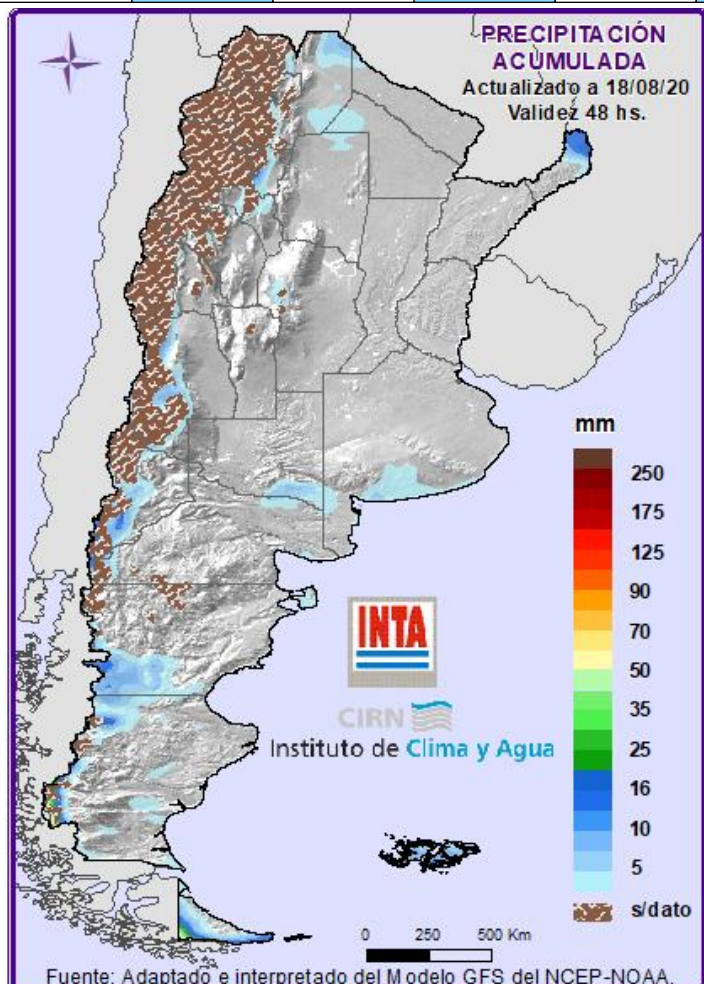 PRECIPITACIÓN
ACUMULADA
Actualizado a 18/08/20
Validez 48 hs.
mm
250
175
125
90
70
50
35
25
16
10
5
s/dato
INTA
CIRN
Instituto de Clima y Agua
0 250 500 Km
Fuente: Adaptado e interpretado del Modelo GFS del NCEP-NOAA.